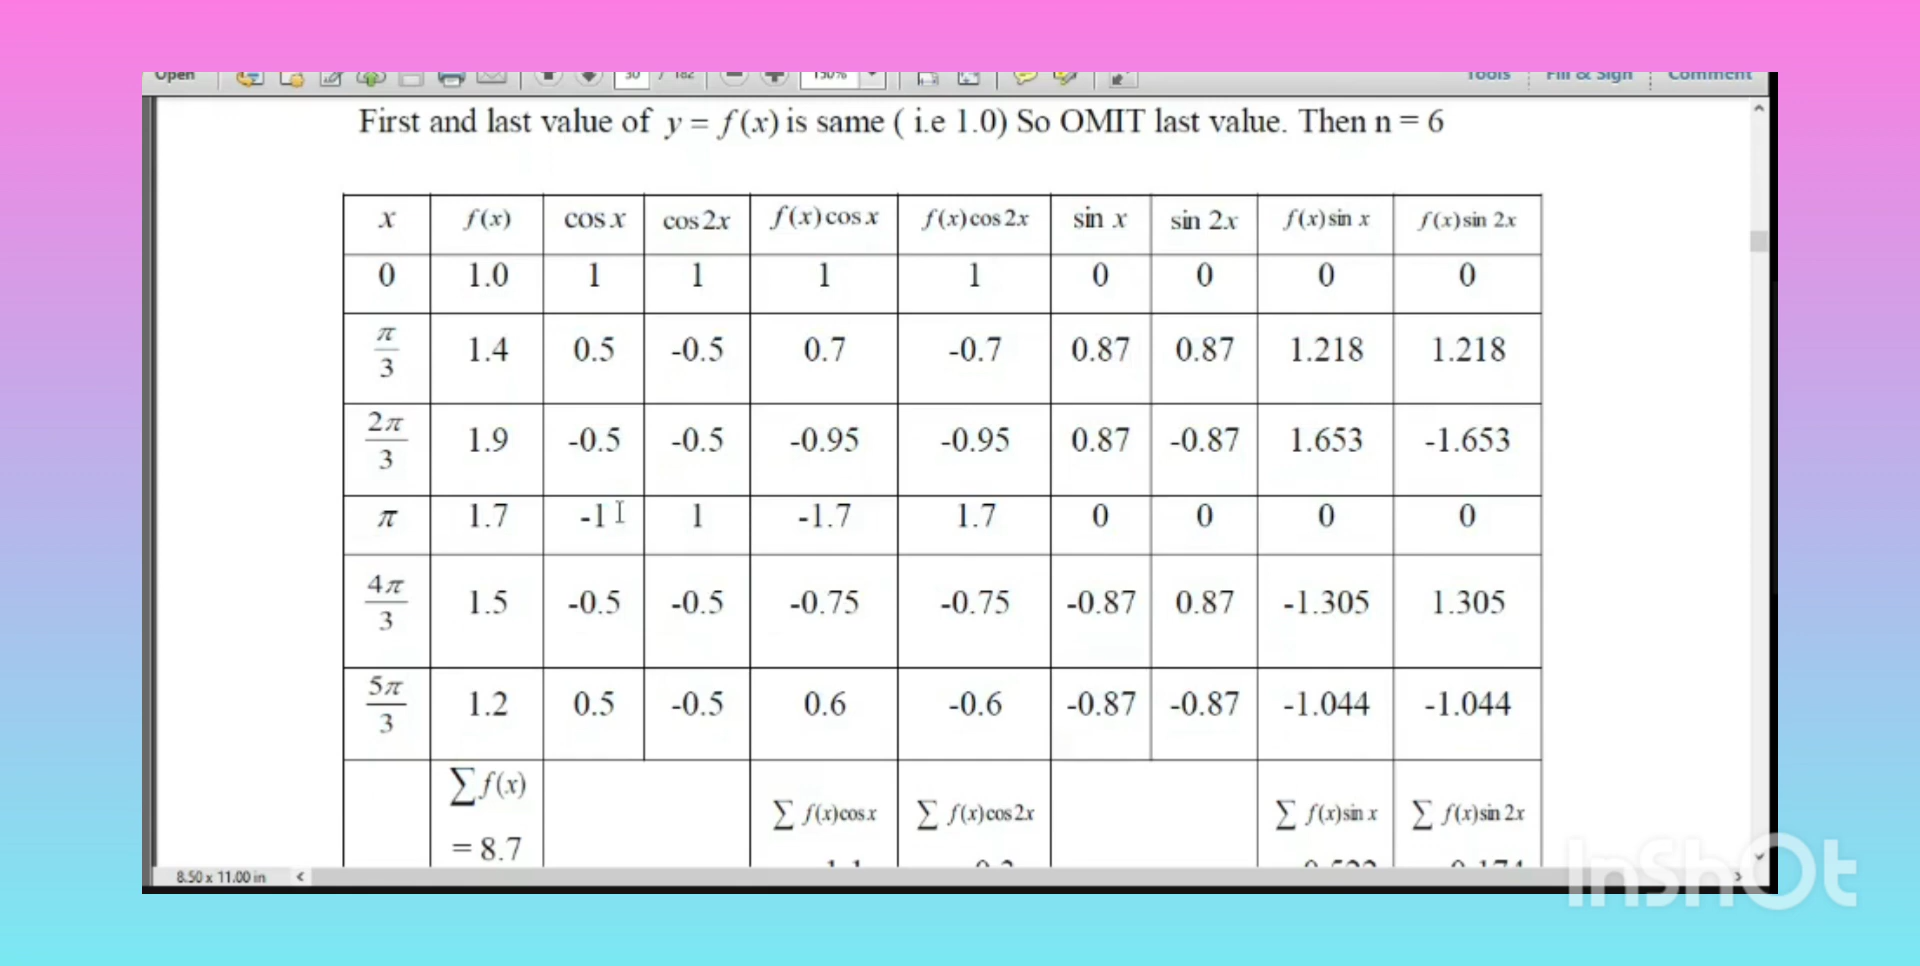 Open 30 / 182 150% Tools Fill & Sign Comment
First and last value of y = f(x) is same ( i.e 1.0) So OMIT last value. Then n = 6
x f(x) cos x cos 2x f(x) cos x f(x) cos 2x sin x sin 2x f(x) sin x f(x) sin 2x
0 1.0 1 1 1 1 0 0 0 0
π/3 1.4 0.5 -0.5 0.7 -0.7 0.87 0.87 1.218 1.218
2π/3 1.9 -0.5 -0.5 -0.95 -0.95 0.87 -0.87 1.653 -1.653
π 1.7 -1 1 -1.7 1.7 0 0 0 0
4π/3 1.5 -0.5 -0.5 -0.75 -0.75 -0.87 0.87 -1.305 1.305
5π/3 1.2 0.5 -0.5 0.6 -0.6 -0.87 -0.87 -1.044 -1.044
∑ f(x) ∑ f(x) cos x ∑ f(x) cos 2x ∑ f(x) sin x ∑ f(x) sin 2x
= 8.7
8.50 x 11.00 in
InShOt